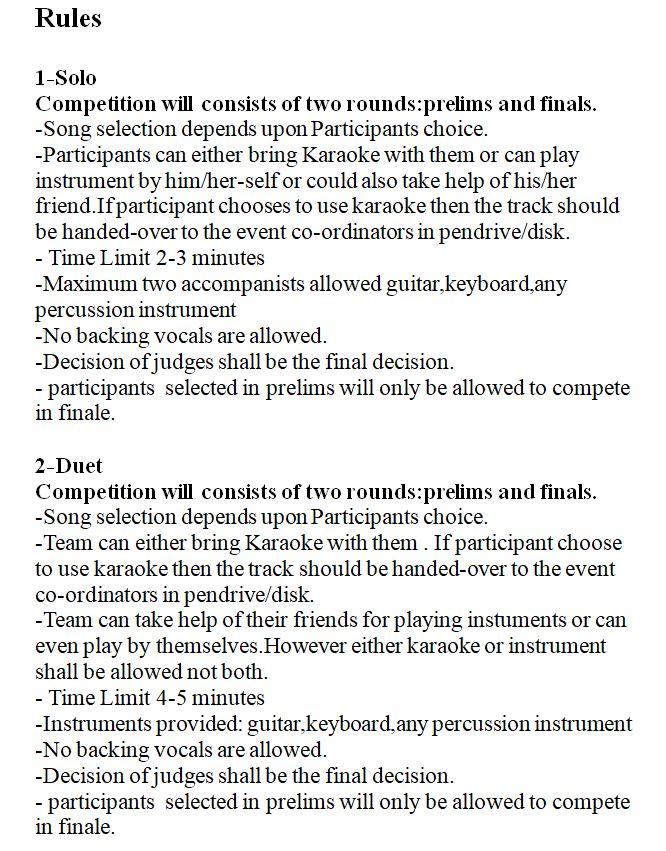 Rules
1-Solo
Competition will consists of two rounds:prelims and finals.
-Song selection depends upon Participants choice.
-Participants can either bring Karaoke with them or can play
instrument by him/her-self or could also take help of his/her
friend.If participant chooses to use karaoke then the track should
be handed-over to the event co-ordinators in pendrive/disk.
- Time Limit 2-3 minutes
-Maximum two accompanists allowed guitar,keyboard,any
percussion instrument
-No backing vocals are allowed.
-Decision of judges shall be the final decision.
- participants selected in prelims will only be allowed to compete
in finale.
2-Duet
Competition will consists of two rounds:prelims and finals.
-Song selection depends upon Participants choice.
-Team can either bring Karaoke with them . If participant choose
to use karaoke then the track should be handed-over to the event
co-ordinators in pendrive/disk.
-Team can take help of their friends for playing instuments or can
even play by themselves.However either karaoke or instrument
shall be allowed not both.
- Time Limit 4-5 minutes
-Instruments provided: guitar,keyboard,any percussion instrument
-No backing vocals are allowed.
-Decision of judges shall be the final decision.
- participants selected in prelims will only be allowed to compete
in finale.